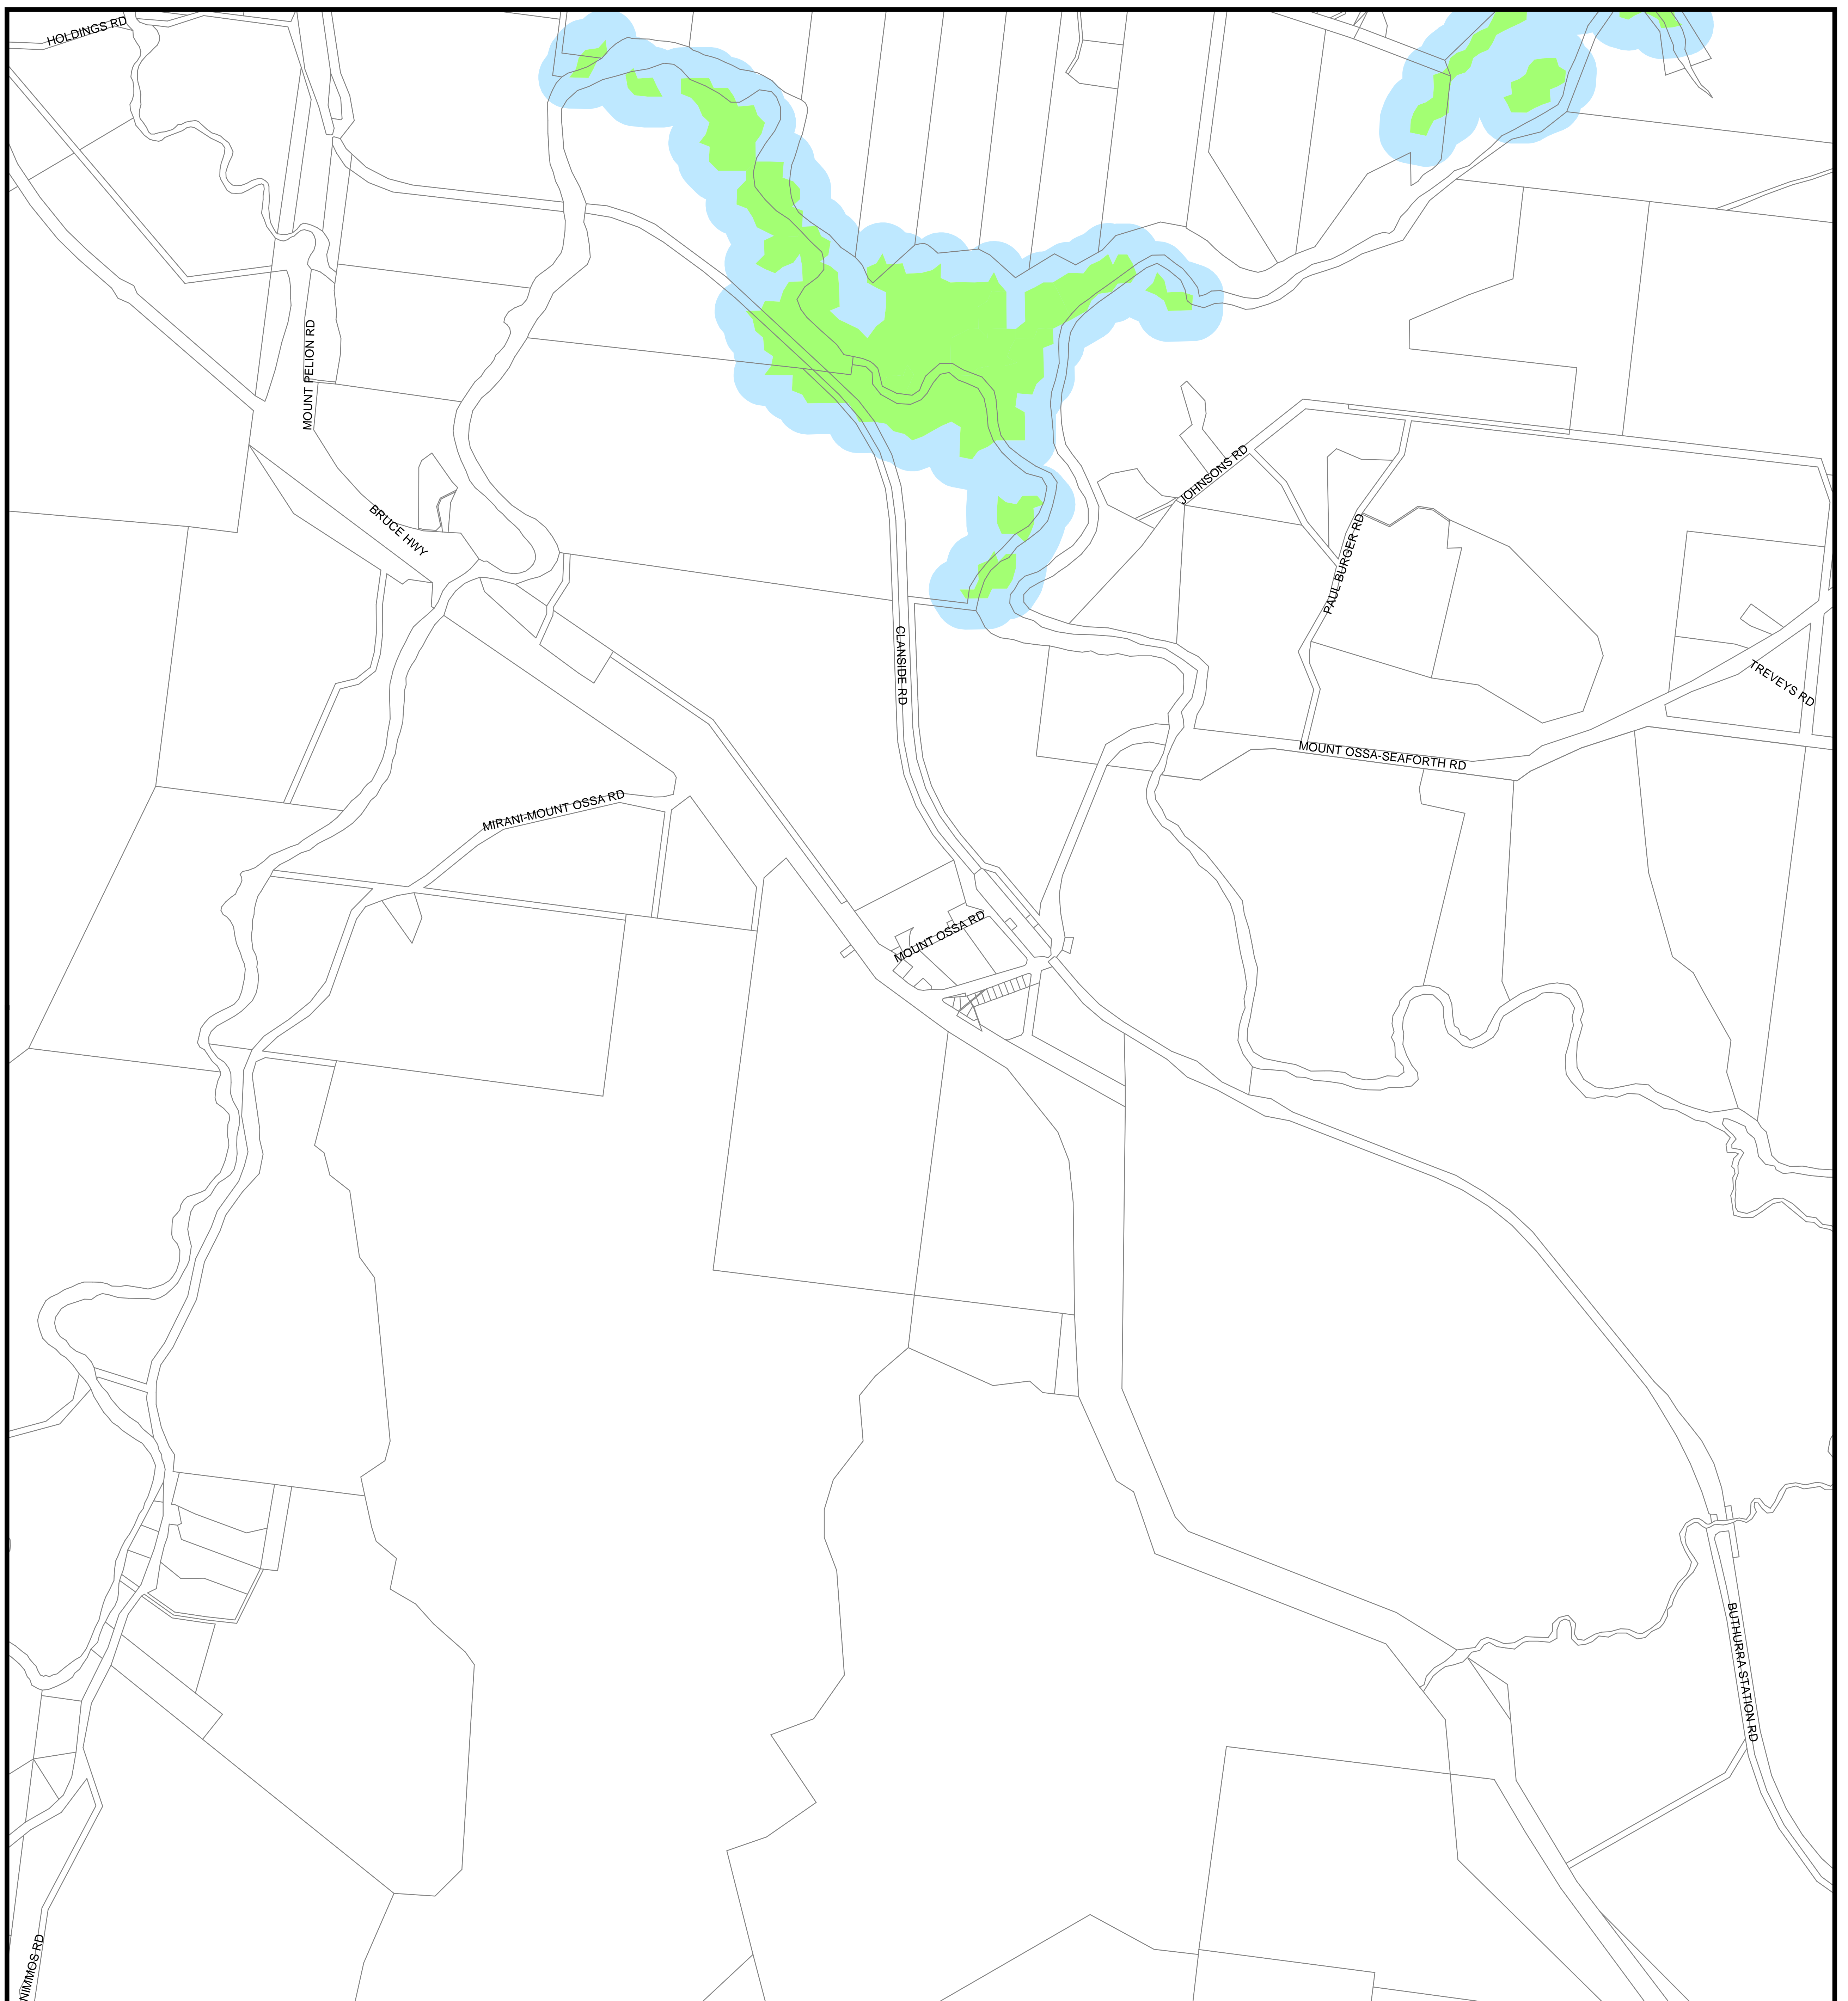 HOLDINGS RD
MOUNT PELION RD
BRUCE HWY
JOHNSONS RD
PAUL BURGER RD
CLANSIDE RD
TREVEYS RD
MOUNT OSSA-SEAFORTH RD
MIRANI-MOUNT OSSA RD
MOUNT OSSA RD
BUTHURRA STATION RD
NIMMOS RD